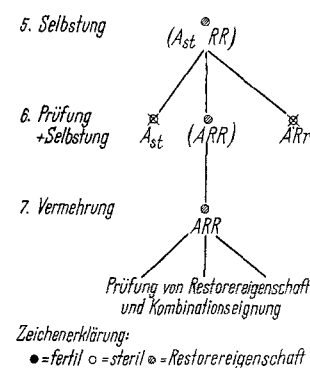 5. Selbstung
(Ast RR)
6. Prüfung
+Selbstung
Ast (ARR) ARr
7. Vermehrung
ARR
Prüfung von Restorereigenschaft
und Kombinationseignung
Zeichenerklärung:
●=fertil ○=steril ◍=Restorereigenschaft